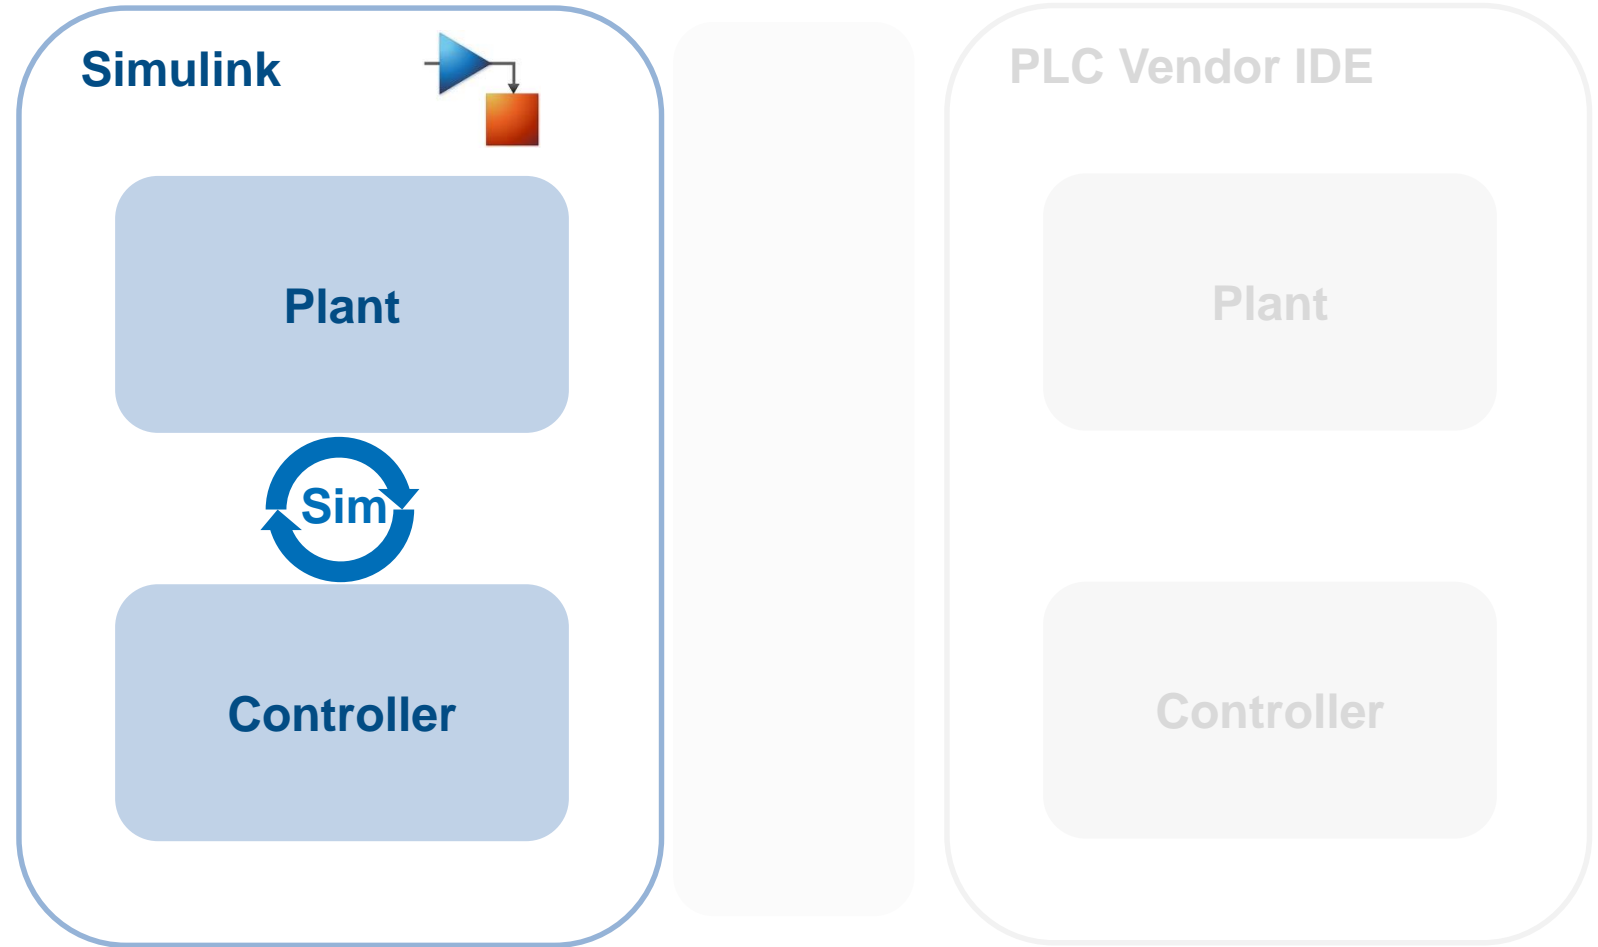 Simulink
Plant
Sim
Controller
PLC Vendor IDE
Plant
Controller